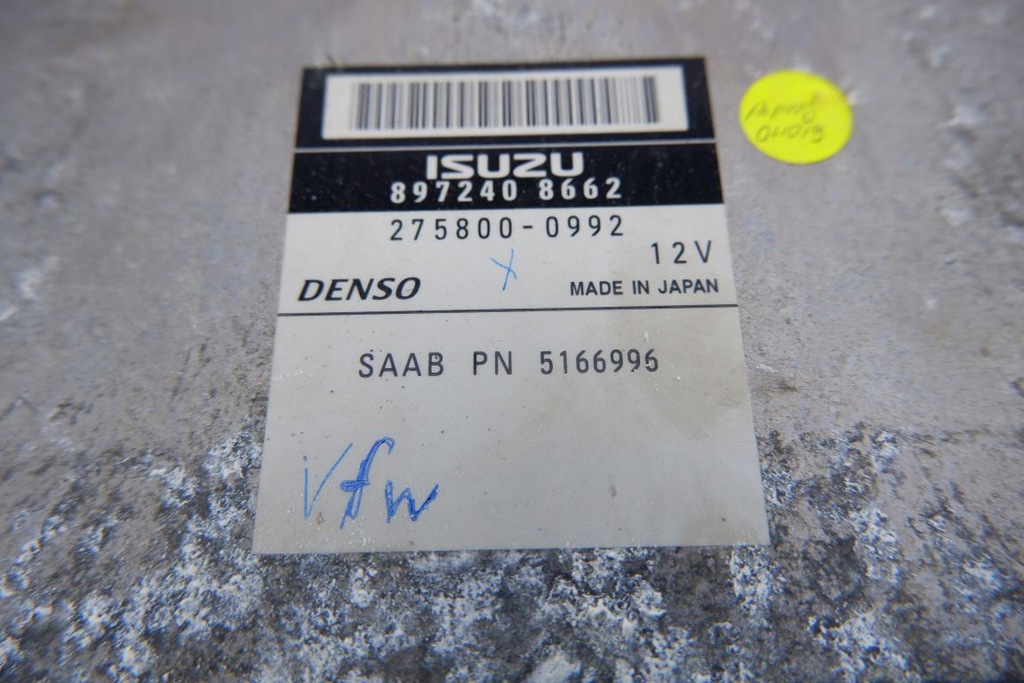 ISUZU
897240 8662
275800-0992
12V
DENSO
MADE IN JAPAN
SAAB PN 5166996